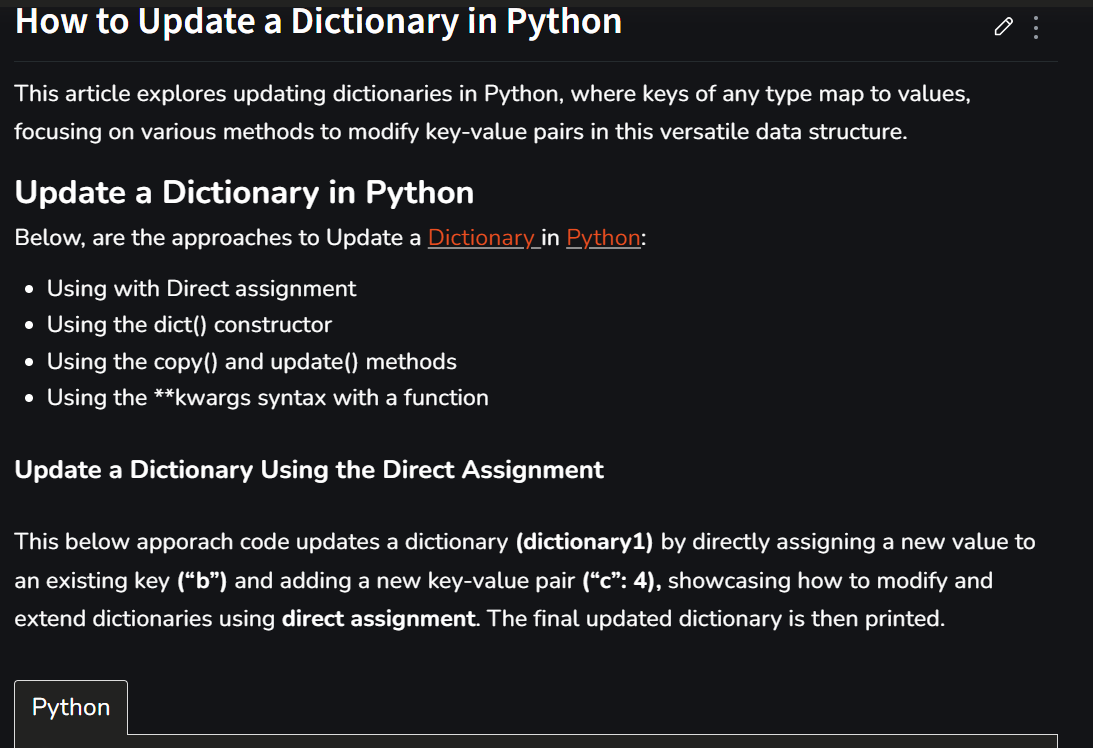 How to Update a Dictionary in Python
This article explores updating dictionaries in Python, where keys of any type map to values,
focusing on various methods to modify key-value pairs in this versatile data structure.
Update a Dictionary in Python
Below, are the approaches to Update a Dictionary in Python:
• Using with Direct assignment
• Using the dict() constructor
• Using the copy() and update() methods
• Using the **kwargs syntax with a function
Update a Dictionary Using the Direct Assignment
This below apporach code updates a dictionary (dictionary1) by directly assigning a new value to
an existing key (“b”) and adding a new key-value pair (“c”: 4), showcasing how to modify and
extend dictionaries using direct assignment. The final updated dictionary is then printed.
Python